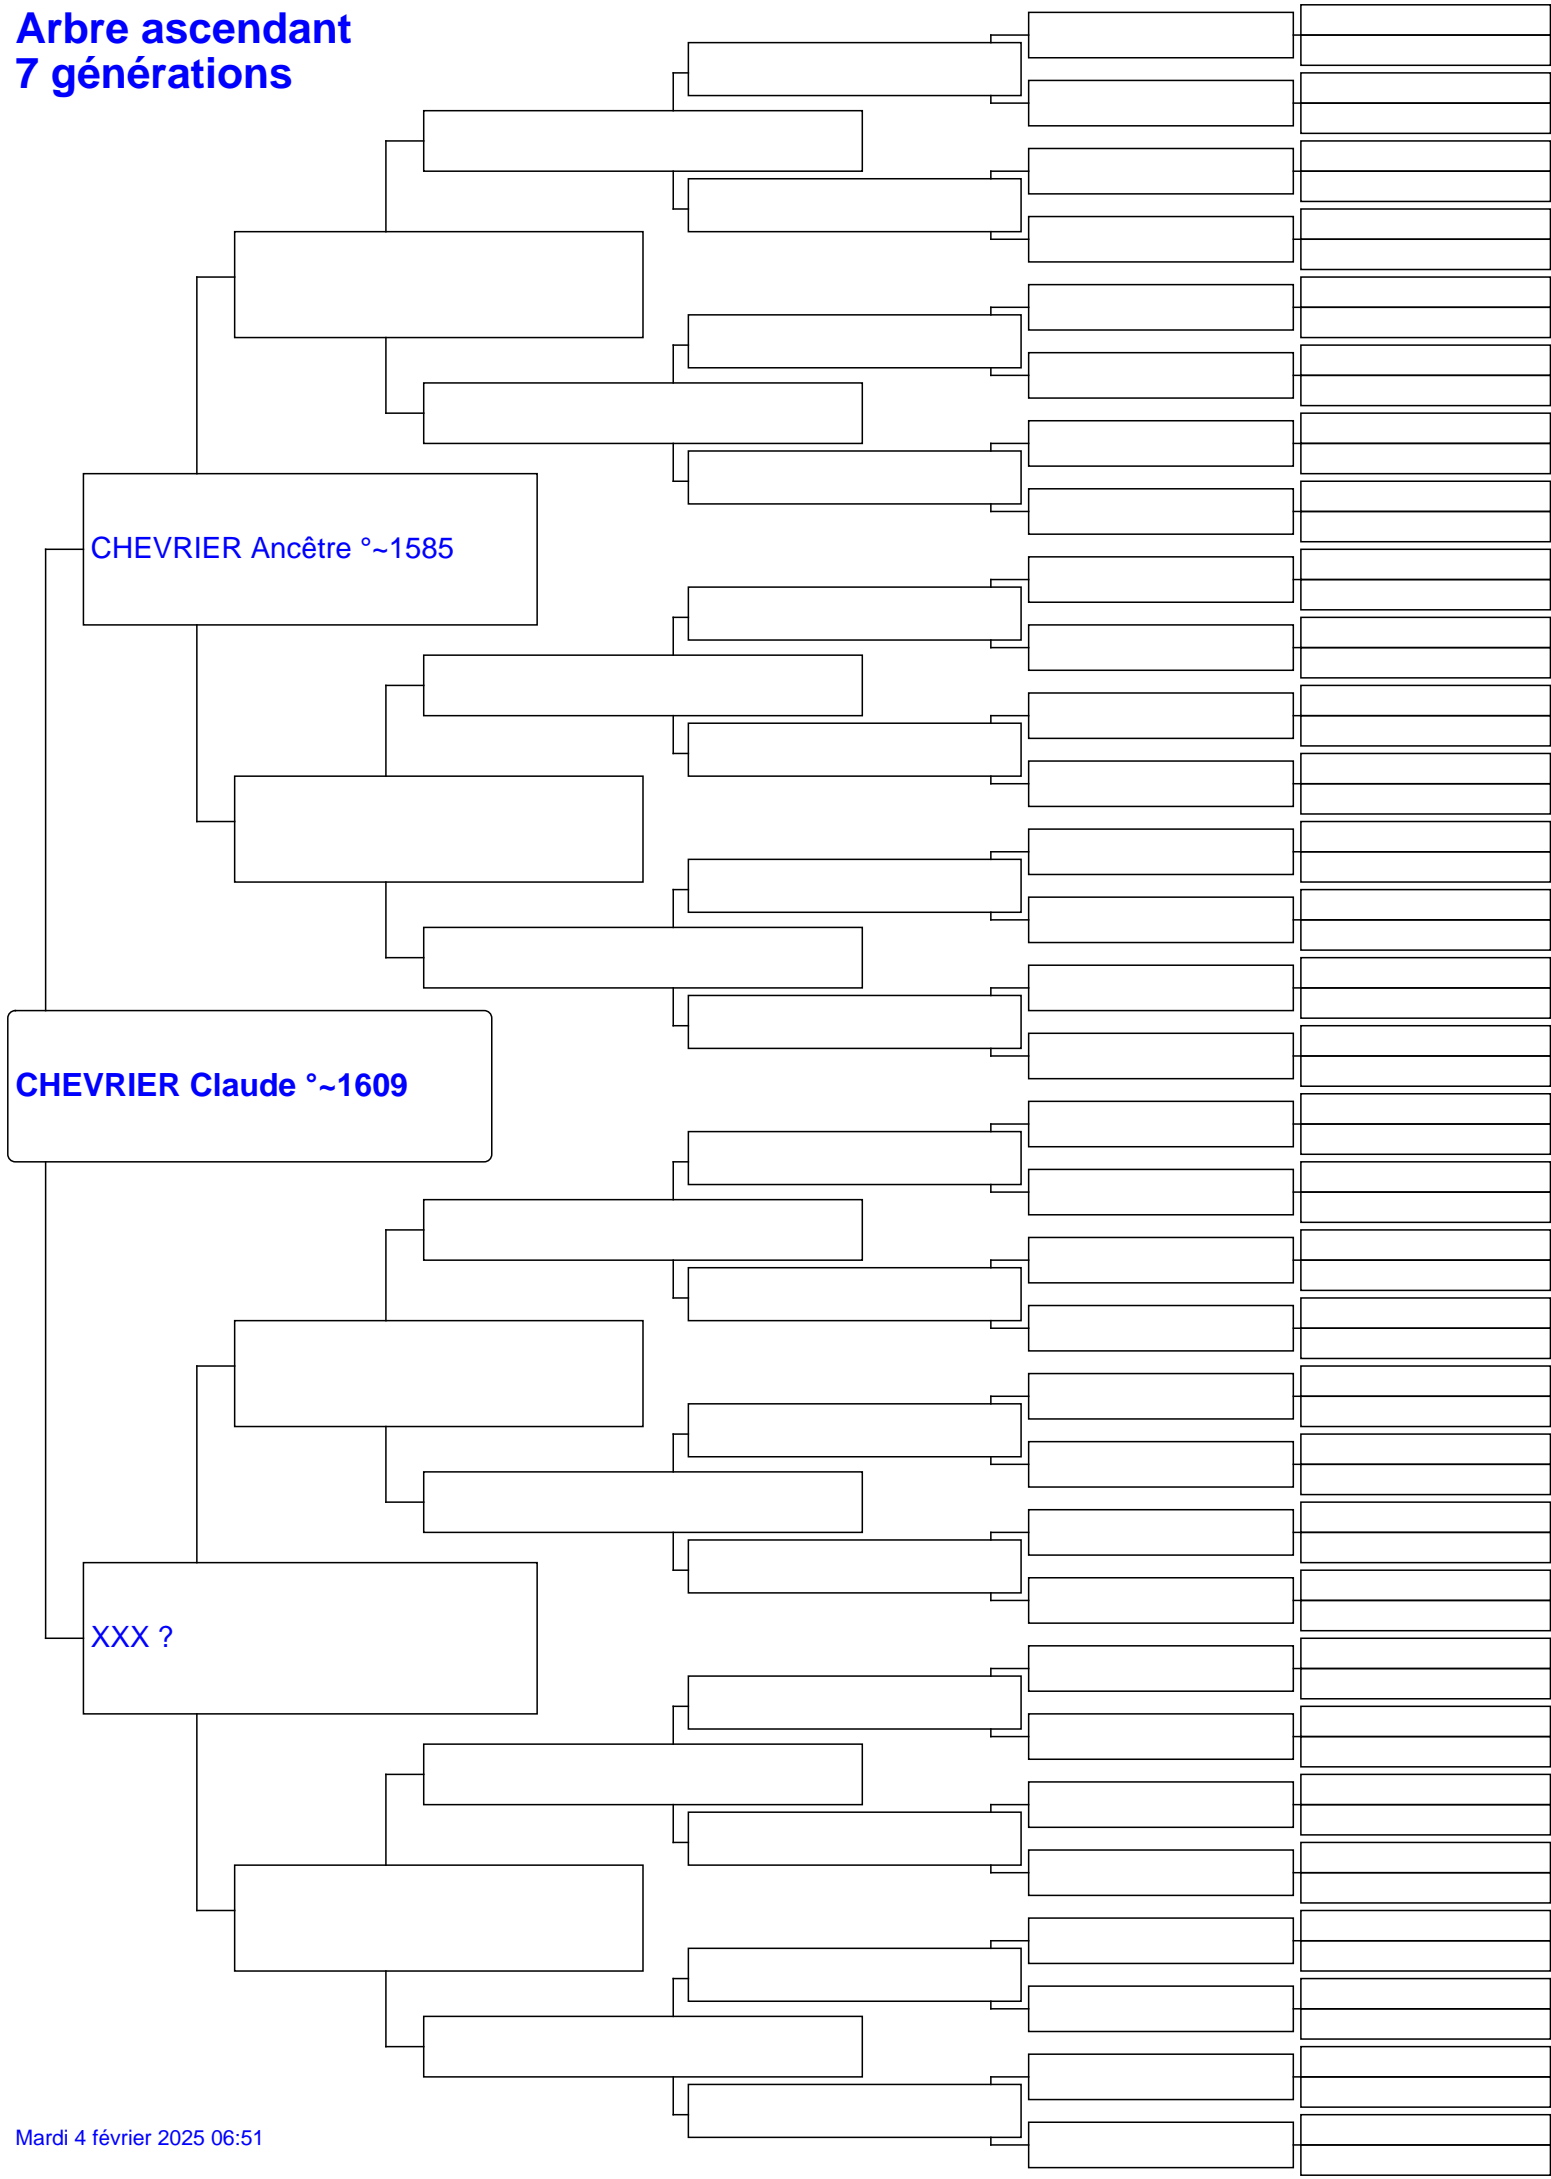 Arbre ascendant
7 générations
CHEVRIER Ancêtre °~1585
CHEVRIER Claude °~1609
XXX ?
Mardi 4 février 2025 06:51